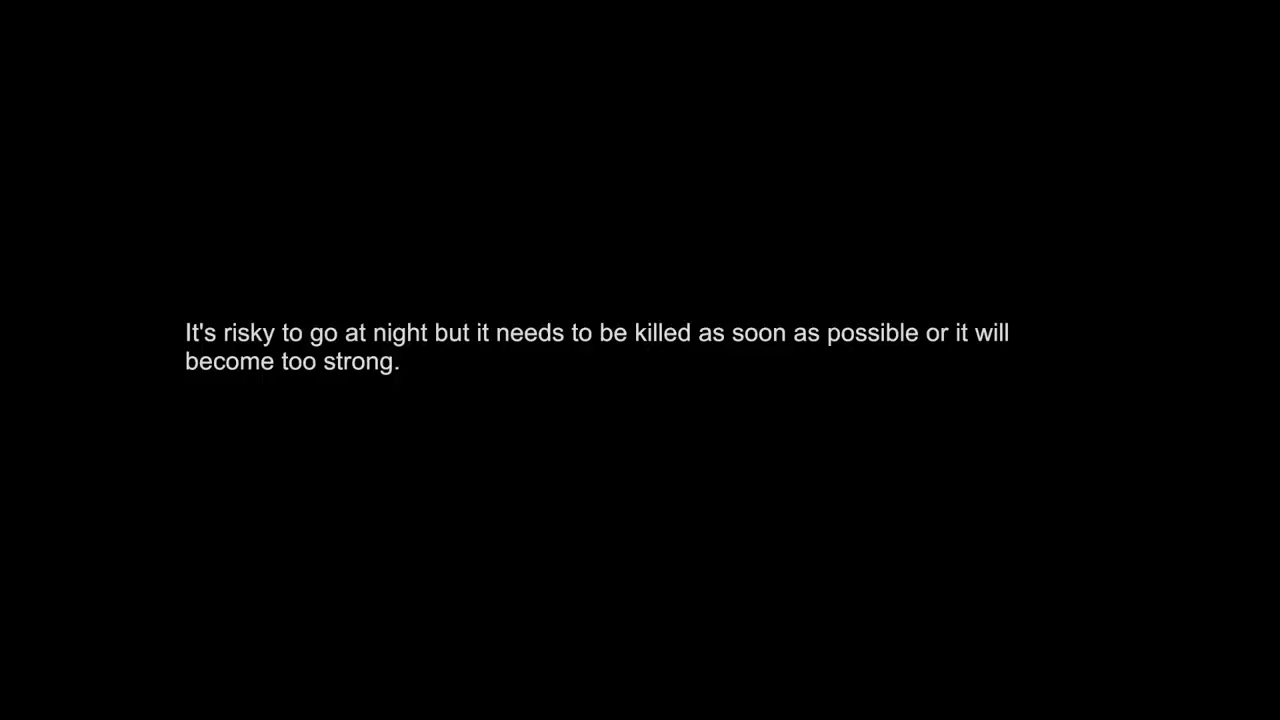 It's risky to go at night but it needs to be killed as soon as possible or it will
become too strong.